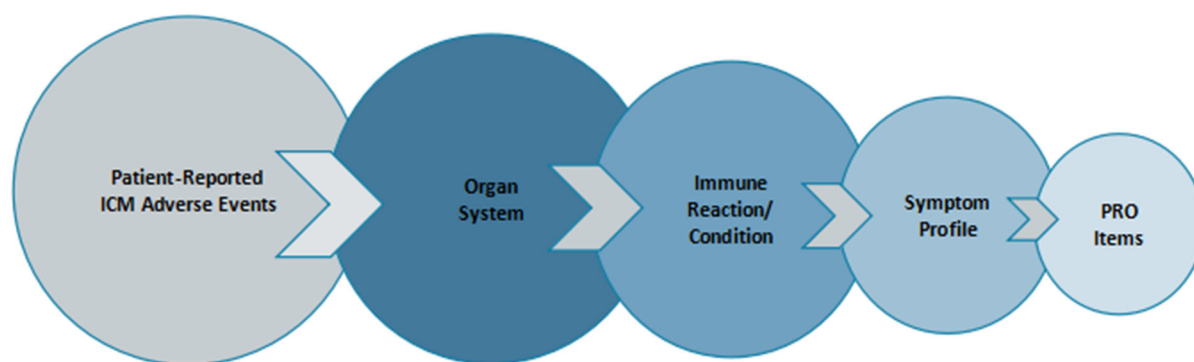 Patient-Reported
ICM Adverse Events
Organ
System
Immune
Reaction/
Condition
Symptom
Profile
PRO
Items